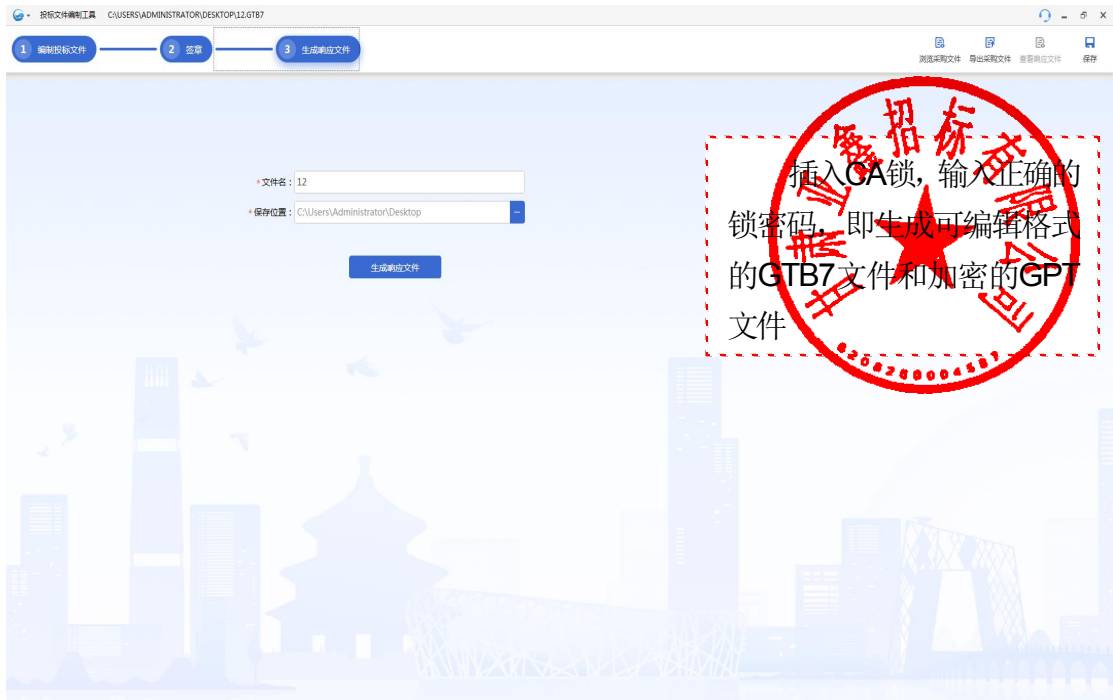 投标文件编制工具 C:\USERS\ADMINISTRATOR\DESKTOP\12.GTB7
1 编制投标文件
2 签章
3 生成响应文件
浏览采购文件 导出采购文件 查看响应文件 保存
*文件名：12
*保存位置：C:\Users\Administrator\Desktop
生成响应文件
插入CA锁，输入正确的
锁密码，即生成可编辑格式
的GTB7文件和加密的GPT
文件